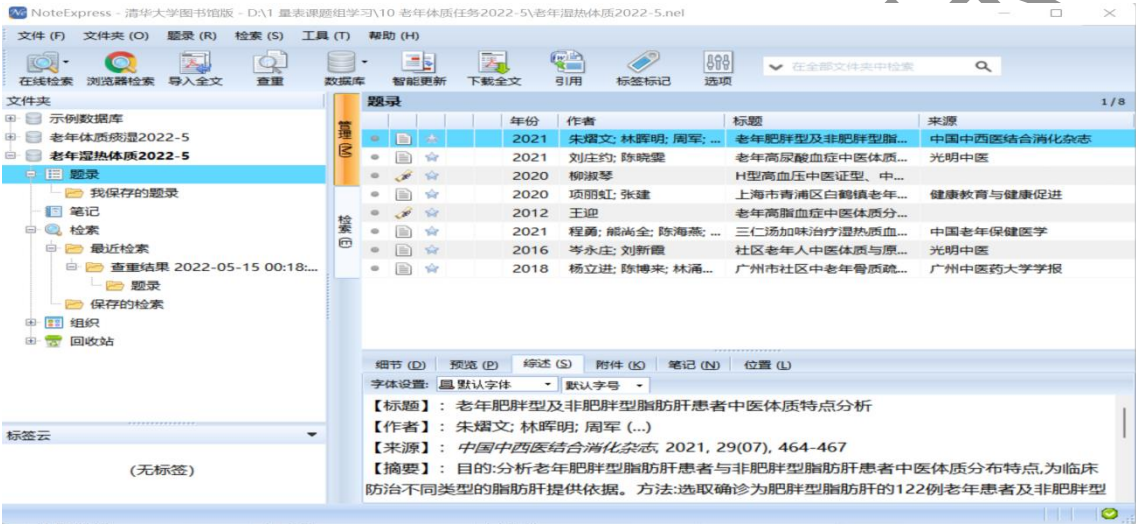 NoteExpress - 清华大学图书馆版 - D:\1 量表课题组学习\10 老年体质任务2022-5\老年湿热体质2022-5.nel
文件 (F) 文件夹 (O) 题录 (R) 检索 (S) 工具 (T) 帮助 (H)
在线检索 浏览器检索 导入全文 查重 数据库 智能更新 下载全文 引用 标签标记 选项 在全部文件夹中检索
文件夹
示例数据库
老年体质痰湿2022-5
老年湿热体质2022-5
题录
我保存的题录
笔记
检索
最近检索
查重结果 2022-05-15 00:18:...
题录
保存的检索
组织
回收站
标签云
(无标签)
管理 (M)
检索 (E)
题录 1/8
年份 作者 标题 来源
2021 朱熠文; 林晖明; 周军; ... 老年肥胖型及非肥胖型脂... 中国中西医结合消化杂志
2021 刘庄约; 陈晓雯 老年高尿酸血症中医体质... 光明中医
2020 柳淑琴 H型高血压中医证型、中...
2020 项丽虹; 张建 上海市青浦区白鹤镇老年... 健康教育与健康促进
2012 王迎 老年高脂血症中医体质分...
2021 程勇; 熊尚全; 陈海燕; ... 三仁汤加味治疗湿热质血... 中国老年保健医学
2016 岑永庄; 刘新霞 社区老年人中医体质与原... 光明中医
2018 杨立进; 陈博来; 林涌... 广州市社区中老年骨质疏... 广州中医药大学学报
细节 (D) 预览 (P) 综述 (S) 附件 (K) 笔记 (N) 位置 (L)
字体设置: 默认字体 默认字号
【标题】: 老年肥胖型及非肥胖型脂肪肝患者中医体质特点分析
【作者】: 朱熠文; 林晖明; 周军 (...)
【来源】: 中国中西医结合消化杂志, 2021, 29(07), 464-467
【摘要】: 目的:分析老年肥胖型脂肪肝患者与非肥胖型脂肪肝患者中医体质分布特点,为临床
防治不同类型的脂肪肝提供依据。方法:选取确诊为肥胖型脂肪肝的122例老年患者及非肥胖型